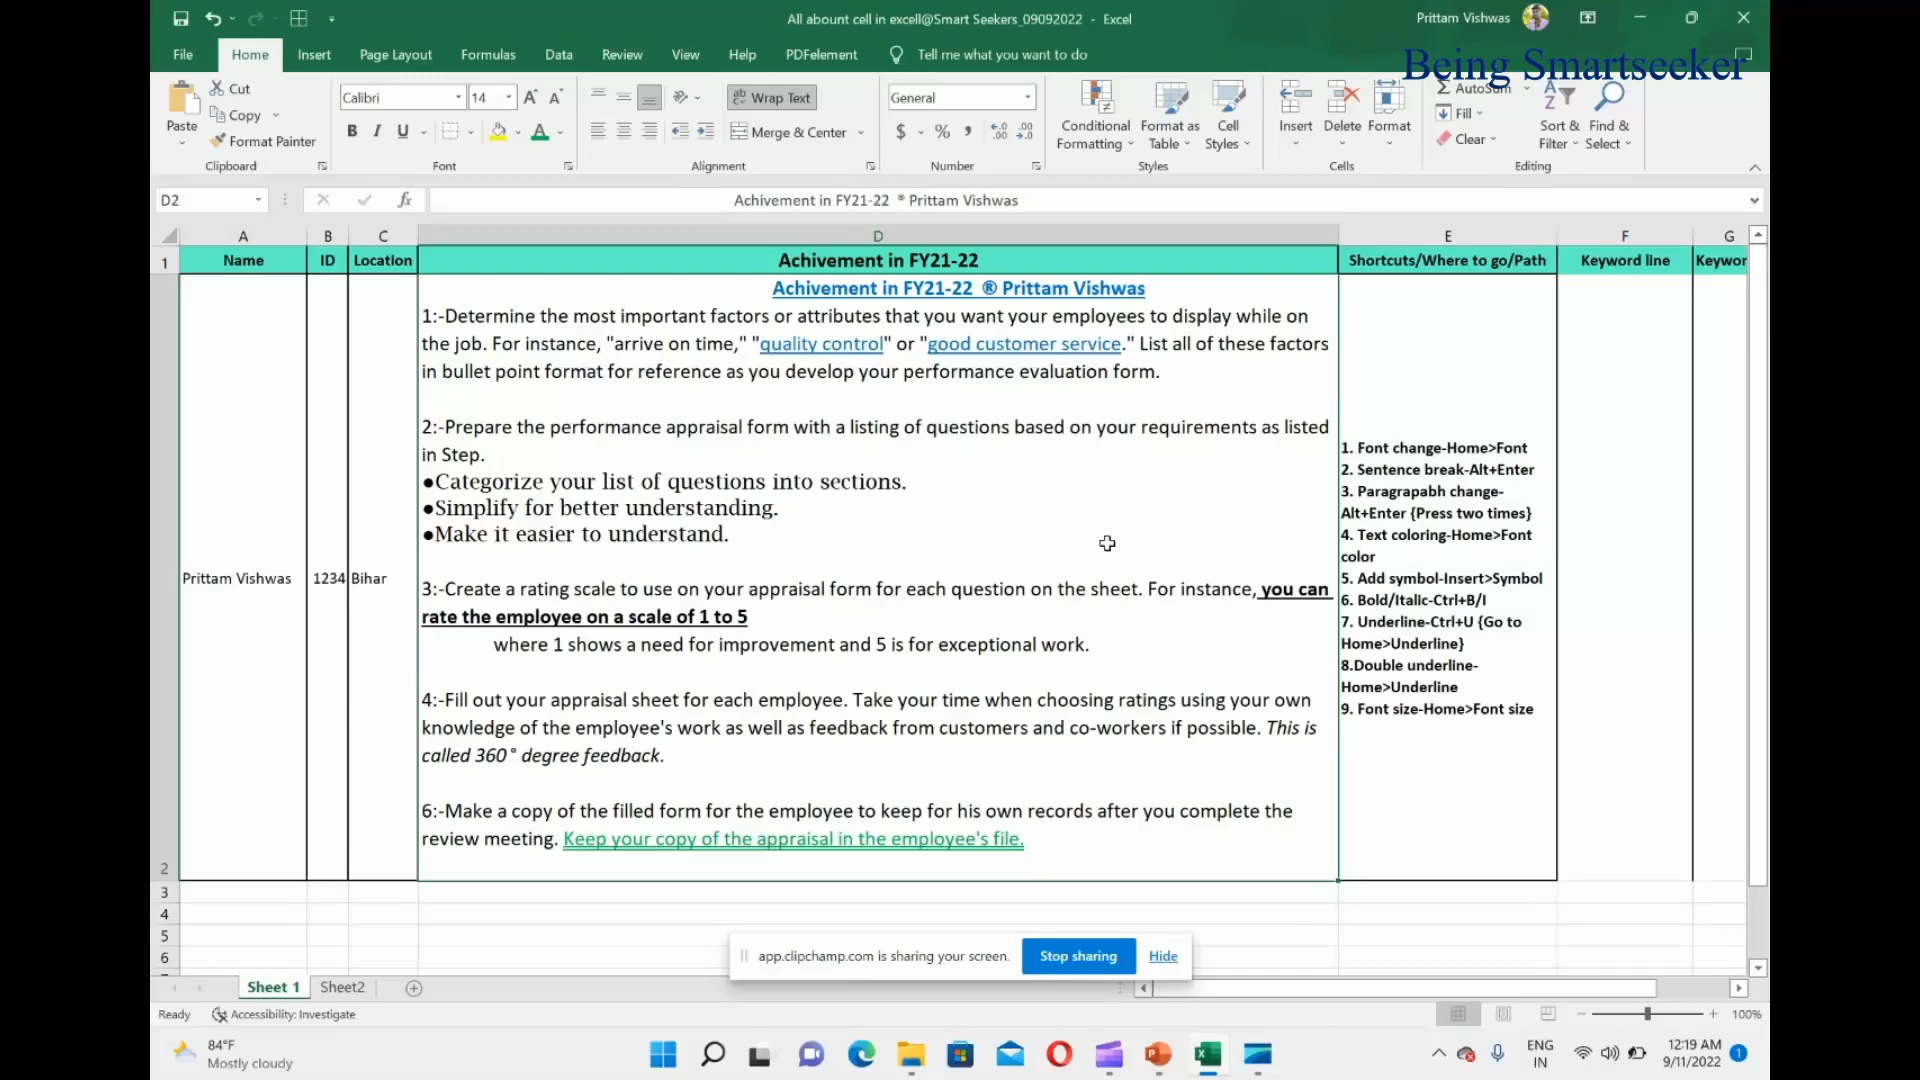 All abount cell in excell@Smart Seekers_09092022 - Excel
Prittam Vishwas
File Home Insert Page Layout Formulas Data Review View Help PDFelement Tell me what you want to do
Being Smartseeker
Paste
Cut
Copy
Format Painter
Clipboard
Calibri 14
B I U
Font
Wrap Text
Merge & Center
Alignment
General
$ % ,
Number
Conditional Formatting
Format as Table
Cell Styles
Styles
Insert Delete Format
Cells
AutoSum
Fill
Clear
Sort & Filter
Find & Select
Editing
D2
fx
Achivement in FY21-22 ® Prittam Vishwas
A B C D E F G
1 Name ID Location Achivement in FY21-22 Shortcuts/Where to go/Path Keyword line Keywor
Achivement in FY21-22 ® Prittam Vishwas
1:-Determine the most important factors or attributes that you want your employees to display while on
the job. For instance, "arrive on time," "quality control" or "good customer service." List all of these factors
in bullet point format for reference as you develop your performance evaluation form.
2:-Prepare the performance appraisal form with a listing of questions based on your requirements as listed
in Step.
●Categorize your list of questions into sections.
●Simplify for better understanding.
●Make it easier to understand.
Prittam Vishwas 1234 Bihar
3:-Create a rating scale to use on your appraisal form for each question on the sheet. For instance, you can
rate the employee on a scale of 1 to 5
where 1 shows a need for improvement and 5 is for exceptional work.
4:-Fill out your appraisal sheet for each employee. Take your time when choosing ratings using your own
knowledge of the employee's work as well as feedback from customers and co-workers if possible. This is
called 360° degree feedback.
6:-Make a copy of the filled form for the employee to keep for his own records after you complete the
review meeting. Keep your copy of the appraisal in the employee's file.
1. Font change-Home>Font
2. Sentence break-Alt+Enter
3. Paragrapabh change-
Alt+Enter {Press two times}
4. Text coloring-Home>Font
color
5. Add symbol-Insert>Symbol
6. Bold/Italic-Ctrl+B/I
7. Underline-Ctrl+U {Go to
Home>Underline}
8.Double underline-
Home>Underline
9. Font size-Home>Font size
2
3
4
5
6
app.clipchamp.com is sharing your screen. Stop sharing Hide
Sheet 1 Sheet2
Ready Accessibility: Investigate 100%
84°F
Mostly cloudy
ENG
IN
12:19 AM
9/11/2022
1